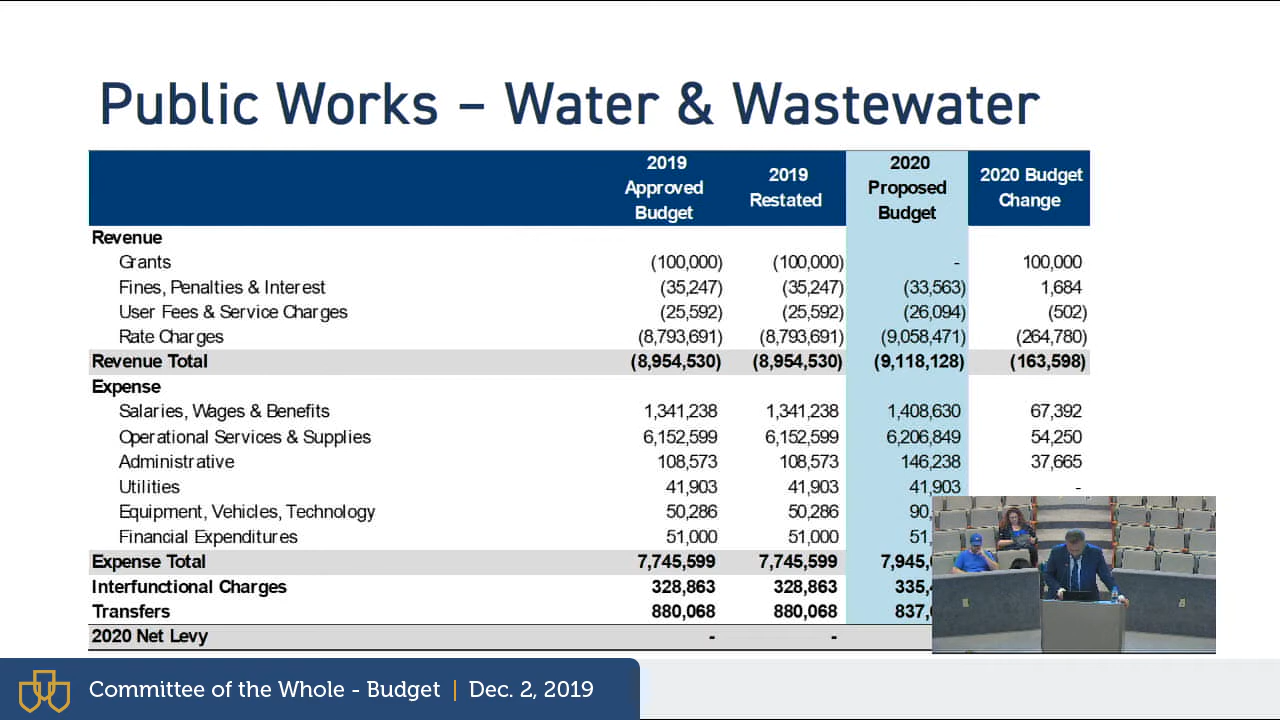 Public Works – Water & Wastewater
2019 Approved Budget 2019 Restated 2020 Proposed Budget 2020 Budget Change
Revenue
Grants (100,000) (100,000) - 100,000
Fines, Penalties & Interest (35,247) (35,247) (33,563) 1,684
User Fees & Service Charges (25,592) (25,592) (26,094) (502)
Rate Charges (8,793,691) (8,793,691) (9,058,471) (264,780)
Revenue Total (8,954,530) (8,954,530) (9,118,128) (163,598)
Expense
Salaries, Wages & Benefits 1,341,238 1,341,238 1,408,630 67,392
Operational Services & Supplies 6,152,599 6,152,599 6,206,849 54,250
Administrative 108,573 108,573 146,238 37,665
Utilities 41,903 41,903 41,903 -
Equipment, Vehicles, Technology 50,286 50,286 90,
Financial Expenditures 51,000 51,000 51,
Expense Total 7,745,599 7,745,599 7,945,
Interfunctional Charges 328,863 328,863 335,
Transfers 880,068 880,068 837,
2020 Net Levy - -
Committee of the Whole - Budget | Dec. 2, 2019